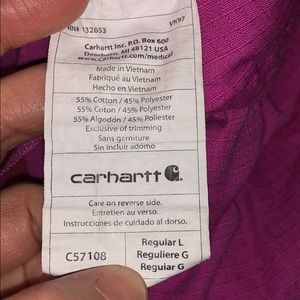 RN# 132653 VN97
Carhartt Inc. P.O. Box 600
Dearborn, MI 48121 USA
www.carhartt.com/medical
Made in Vietnam
Fabriqué au Vietnam
Hecho en Vietnam
55% Cotton / 45% Polyester
55% Coton / 45% Polyester
55% Algodón / 45% Poliester
Exclusive of trimming
Sans garniture
Sin incluir adorno
carhartt
Care on reverse side.
Entretien au verso.
Instrucciones de cuidado al dorso.
C57108
Regular L
Reguliere G
Regular G